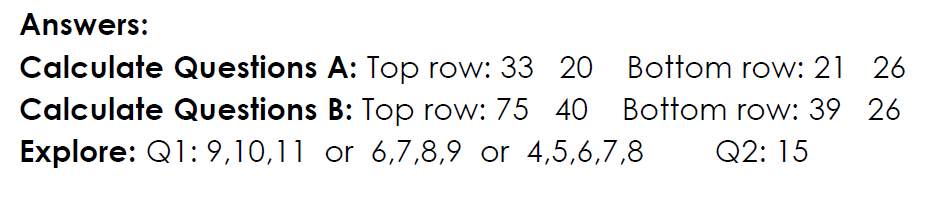 Answers:
Calculate Questions A: Top row: 33 20 Bottom row: 21 26
Calculate Questions B: Top row: 75 40 Bottom row: 39 26
Explore: Q1: 9,10,11 or 6,7,8,9 or 4,5,6,7,8 Q2: 15